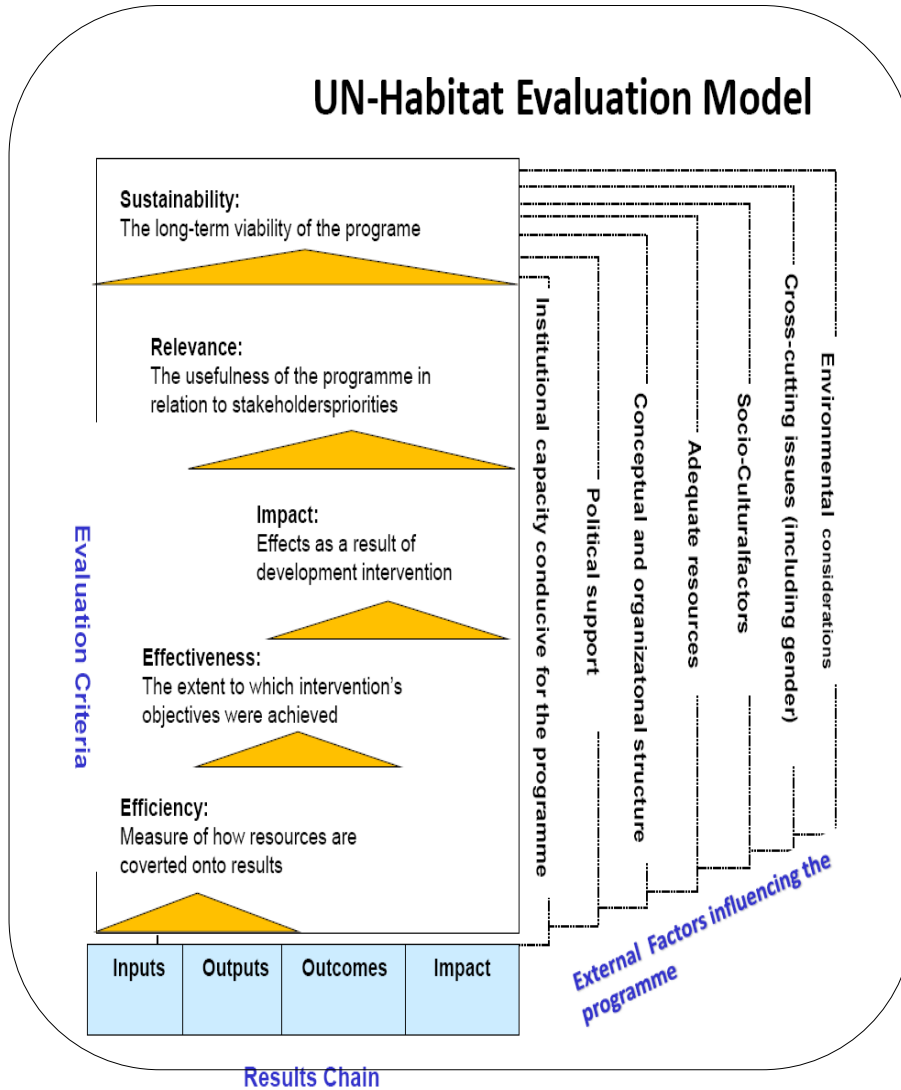 UN-Habitat Evaluation Model
Sustainability:
The long-term viability of the programe
Relevance:
The usefulness of the programme in
relation to stakeholderspriorities
Impact:
Effects as a result of
development intervention
Effectiveness:
The extent to which intervention's
objectives were achieved
Efficiency:
Measure of how resources are
coverted onto results
Evaluation Criteria
Institutional capacity conducive for the programme
Political support
Conceptual and organizatonal structure
Adequate resources
Socio-Culturalfactors
Cross-cutting issues (including gender)
Environmental considerations
External Factors influencing the
programme
Inputs
Outputs
Outcomes
Impact
Results Chain